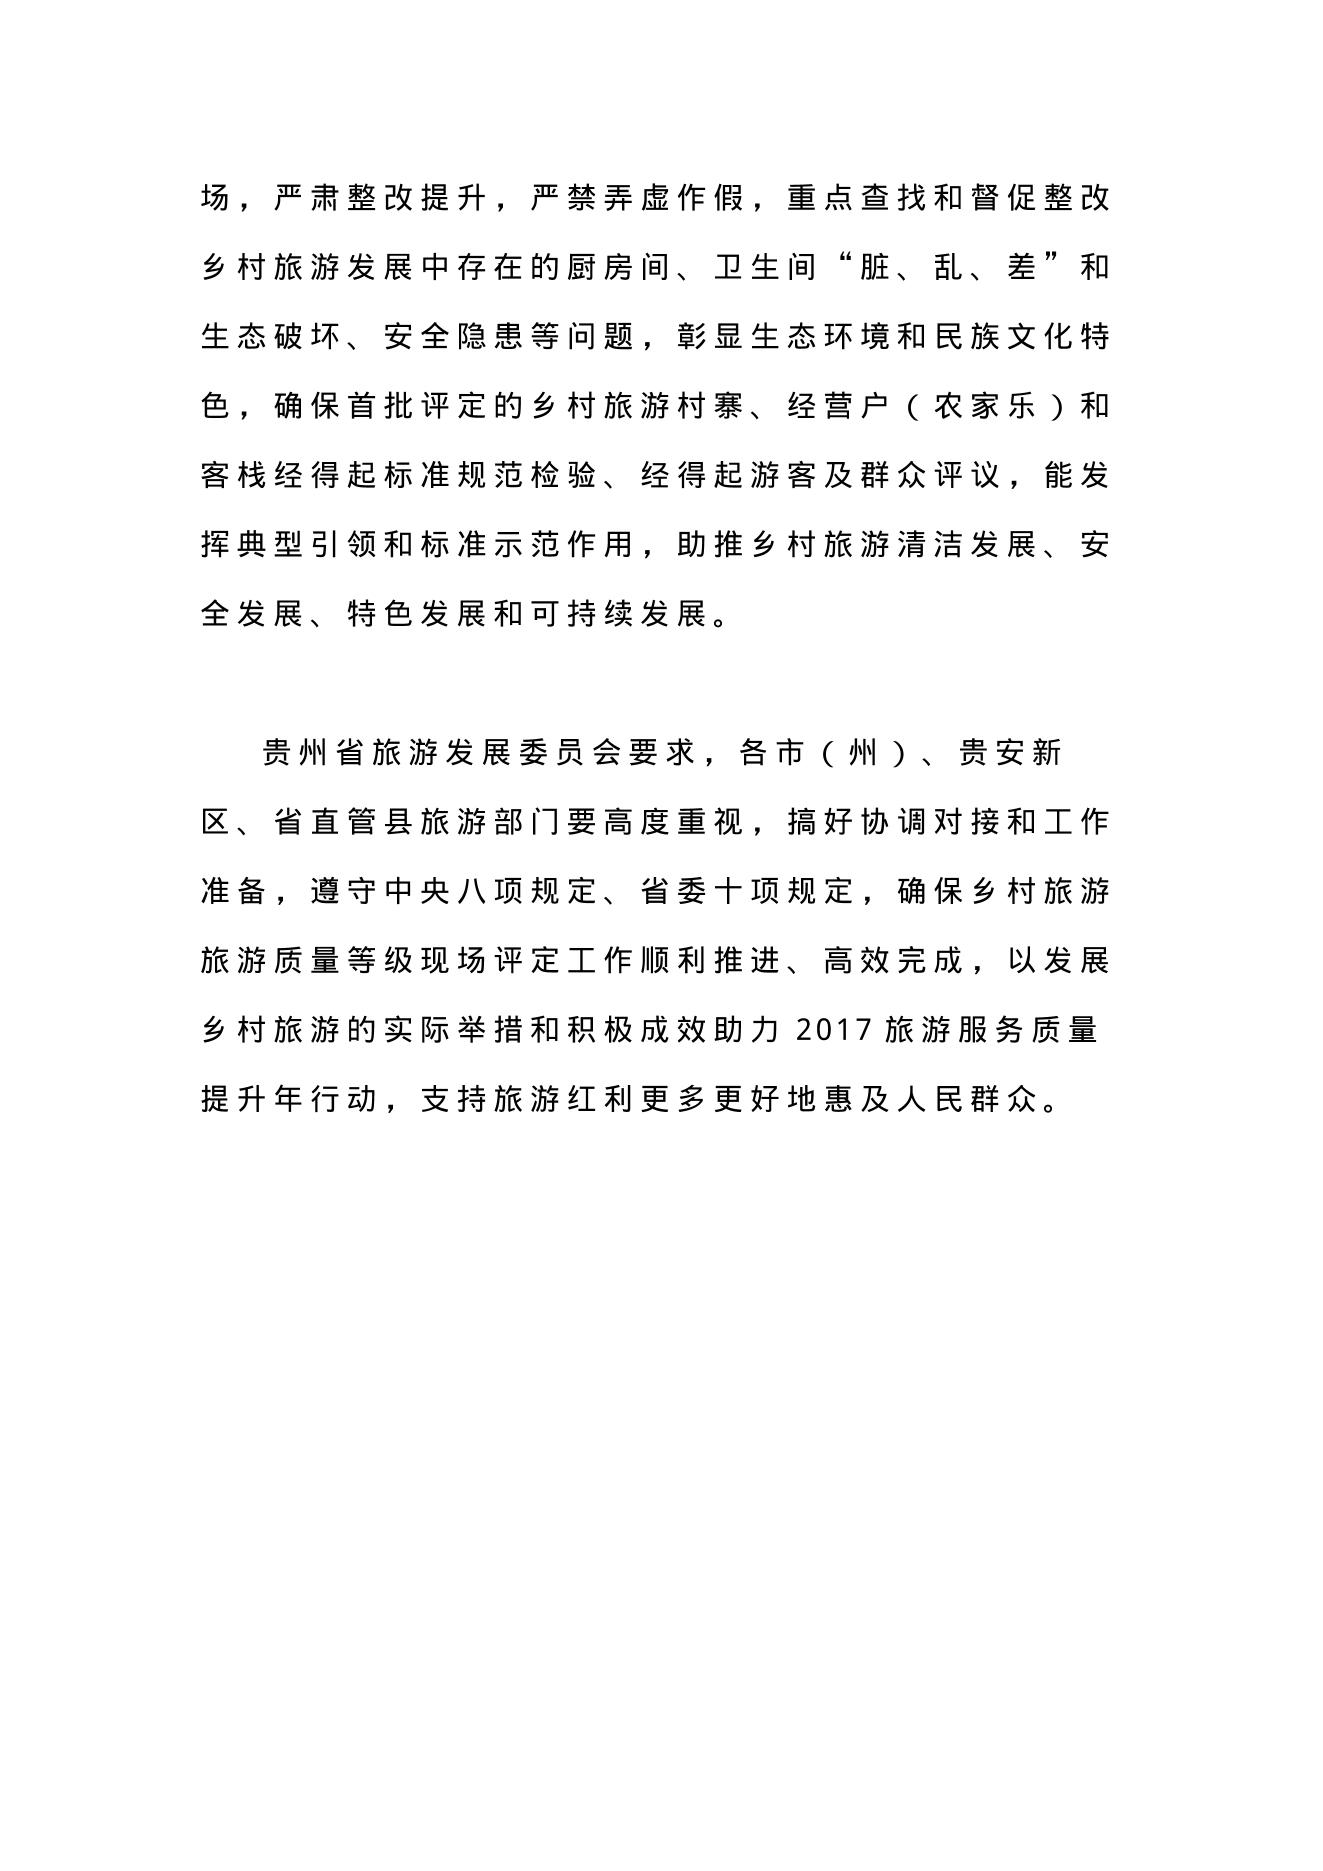 场，严肃整改提升，严禁弄虚作假，重点查找和督促整改
乡村旅游发展中存在的厨房间、卫生间“脏、乱、差”和
生态破坏、安全隐患等问题，彰显生态环境和民族文化特
色，确保首批评定的乡村旅游村寨、经营户（农家乐）和
客栈经得起标准规范检验、经得起游客及群众评议，能发
挥典型引领和标准示范作用，助推乡村旅游清洁发展、安
全发展、特色发展和可持续发展。
贵州省旅游发展委员会要求，各市（州）、贵安新
区、省直管县旅游部门要高度重视，搞好协调对接和工作
准备，遵守中央八项规定、省委十项规定，确保乡村旅游
旅游质量等级现场评定工作顺利推进、高效完成，以发展
乡村旅游的实际举措和积极成效助力 2017 旅游服务质量
提升年行动，支持旅游红利更多更好地惠及人民群众。